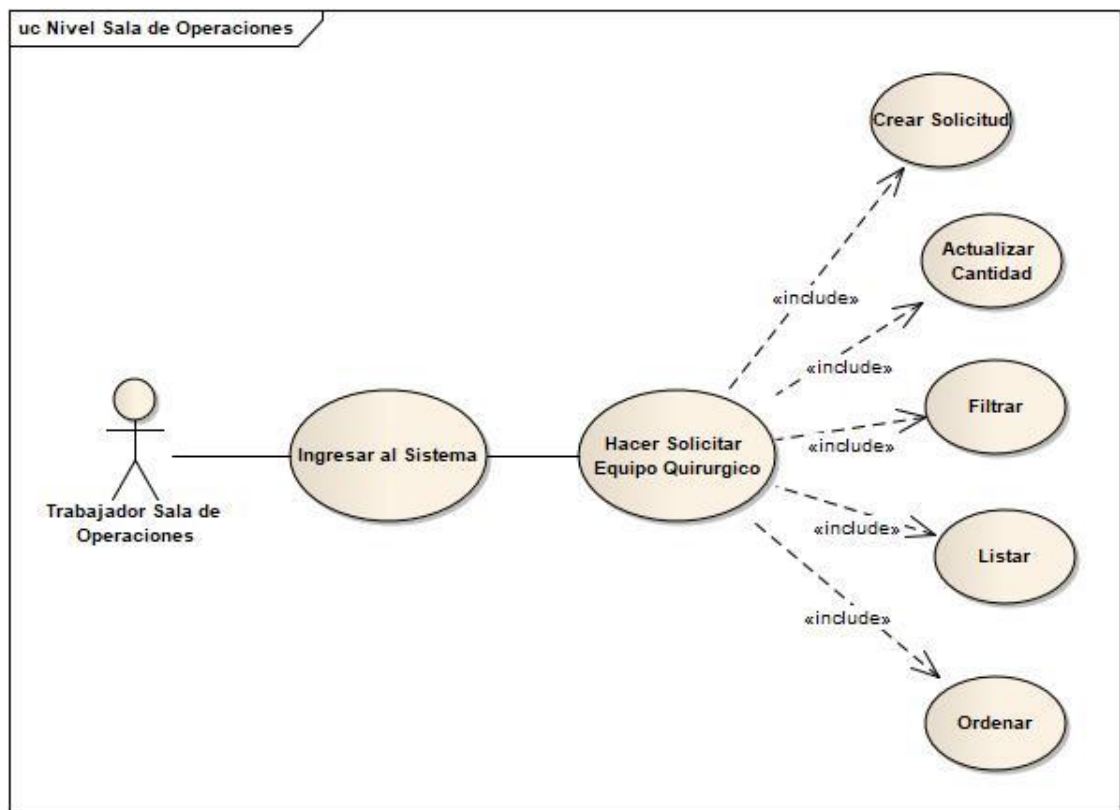 uc Nivel Sala de Operaciones
Crear Solicitud
Actualizar
Cantidad
«include»
«include»
Filtrar
Trabajador Sala de
Operaciones
Ingresar al Sistema
Hacer Solicitar
Equipo Quirurgico
«include»
«include»
Listar
«include»
Ordenar